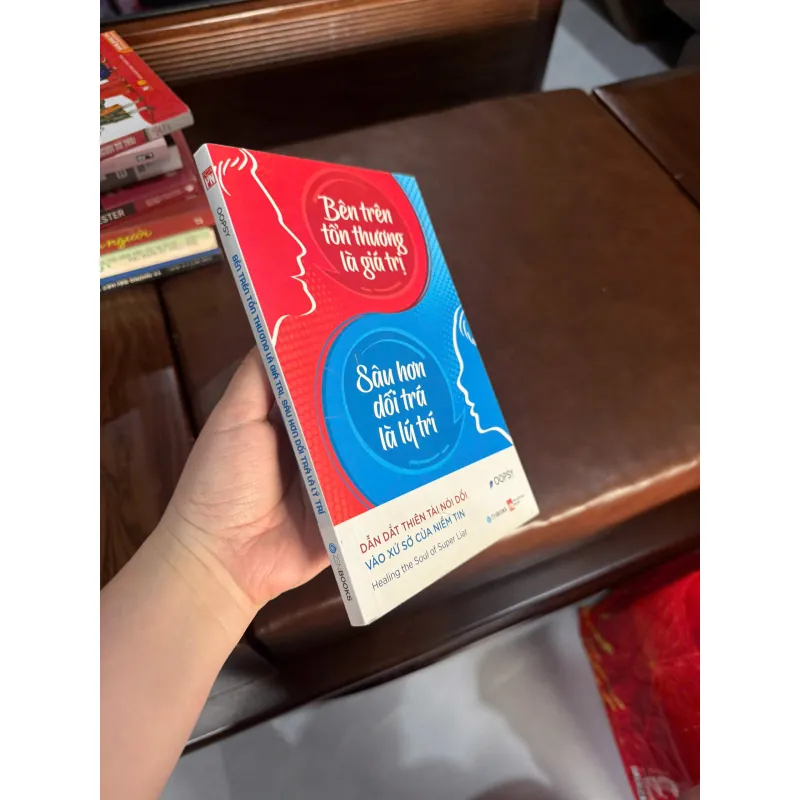 Bên trên
tổn thương
là giá trị
Sâu hơn
dối trá
là lý trí
OOPSY
DẪN DẮT THIÊN TÀI NÓI DỐI
VÀO XỨ SỞ CỦA NIỀM TIN
Healing the Soul of Super Liar
OOPSY
BÊN TRÊN TỔN THƯƠNG LÀ GIÁ TRỊ, SÂU HƠN DỐI TRÁ LÀ LÝ TRÍ
BOOKS
người